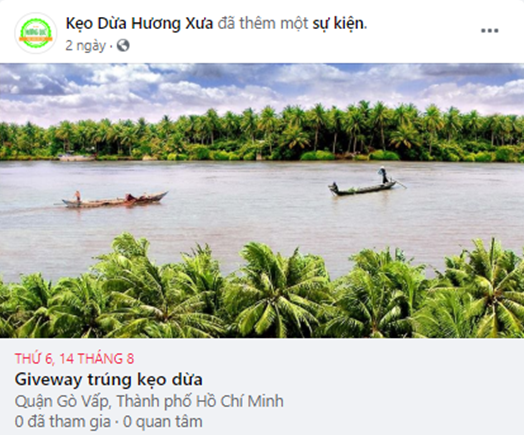 Kẹo Dừa Hương Xưa đã thêm một sự kiện.
2 ngày ·
THỨ 6, 14 THÁNG 8
Giveway trúng kẹo dừa
Quận Gò Vấp, Thành phố Hồ Chí Minh
0 đã tham gia · 0 quan tâm